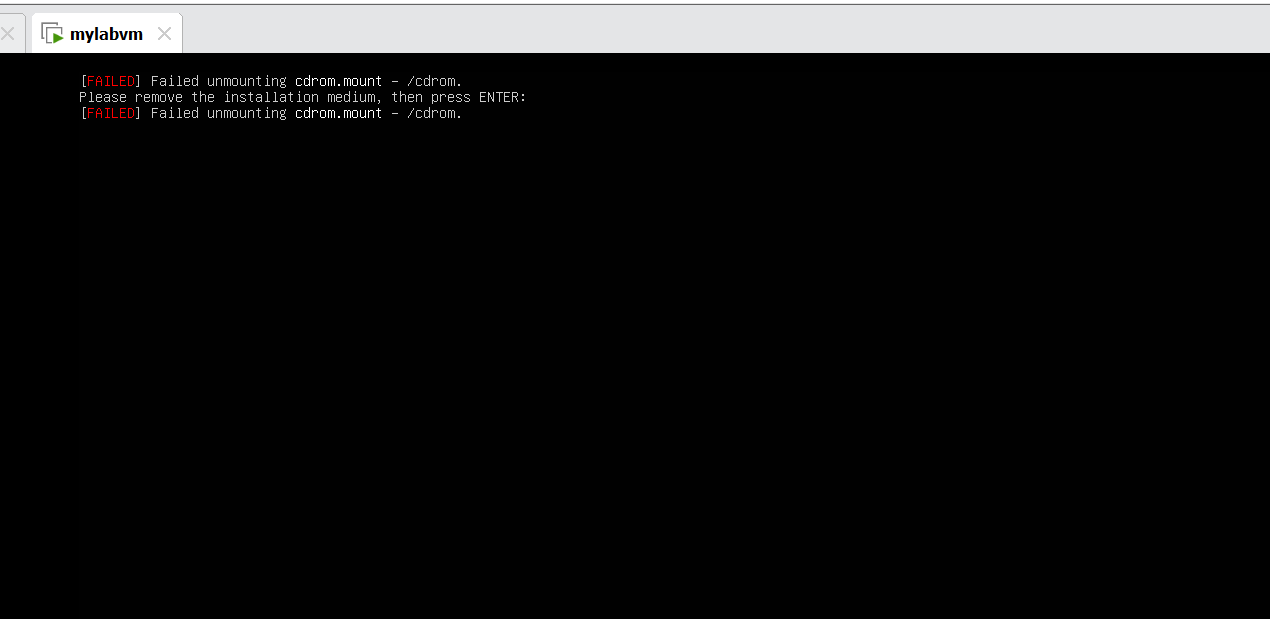 mylabvm
[FAILED] Failed unmounting cdrom.mount - /cdrom.
Please remove the installation medium, then press ENTER:
[FAILED] Failed unmounting cdrom.mount - /cdrom.